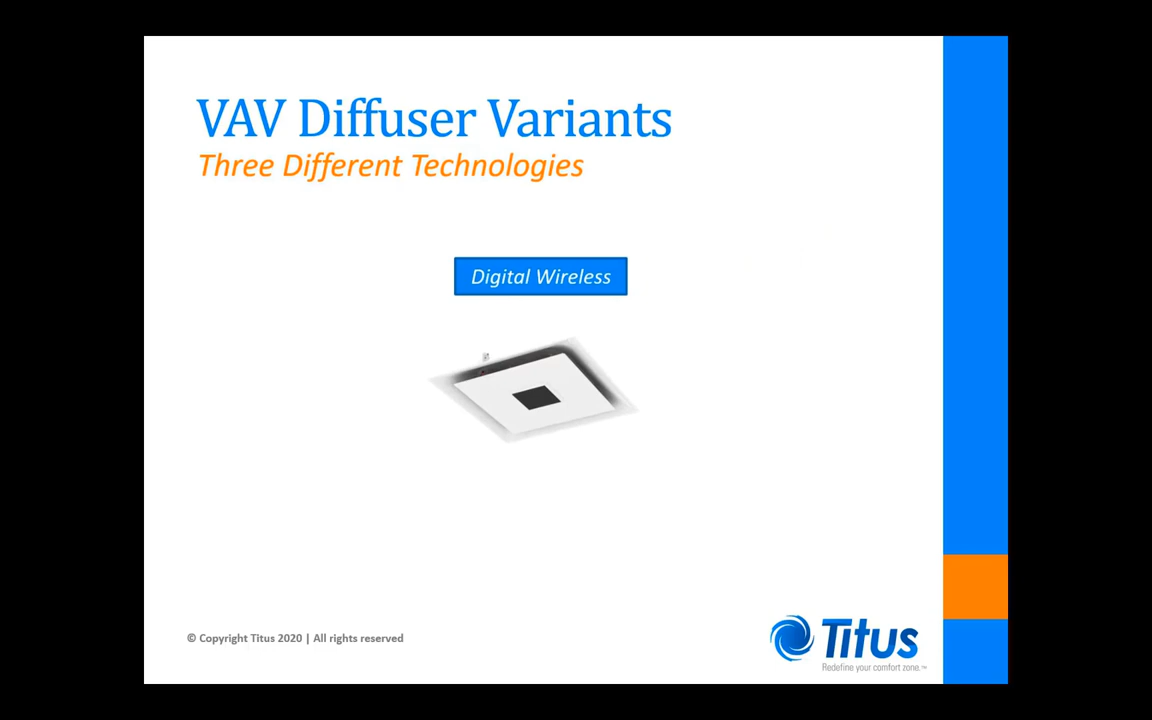 VAV Diffuser Variants
Three Different Technologies
Digital Wireless
© Copyright Titus 2020 | All rights reserved
Titus
Redefine your comfort zone.™